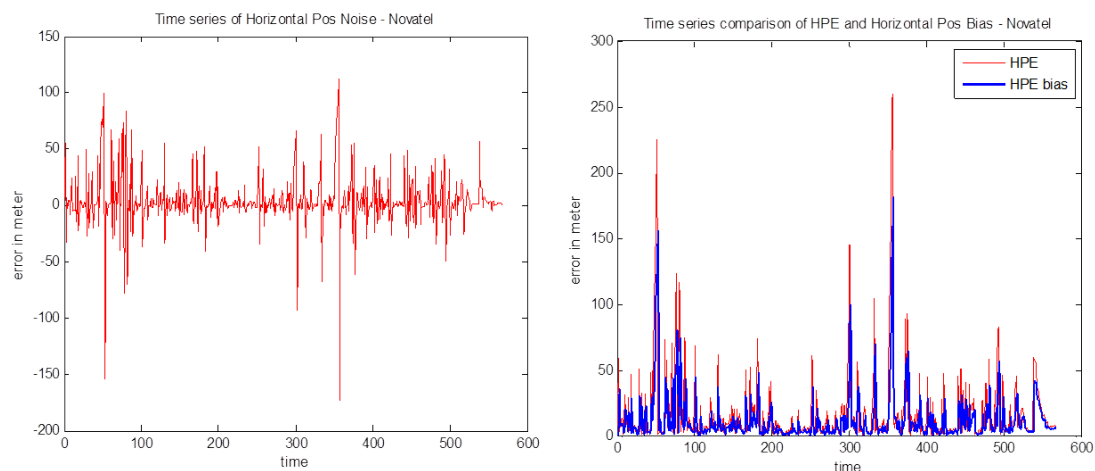 Time series of Horizontal Pos Noise - Novatel
150
100
50
0
-50
-100
-150
-200
error in meter
0 100 200 300 400 500 600
time
Time series comparison of HPE and Horizontal Pos Bias - Novatel
300
250
200
150
100
50
0
error in meter
HPE
HPE bias
0 100 200 300 400 500 600
time